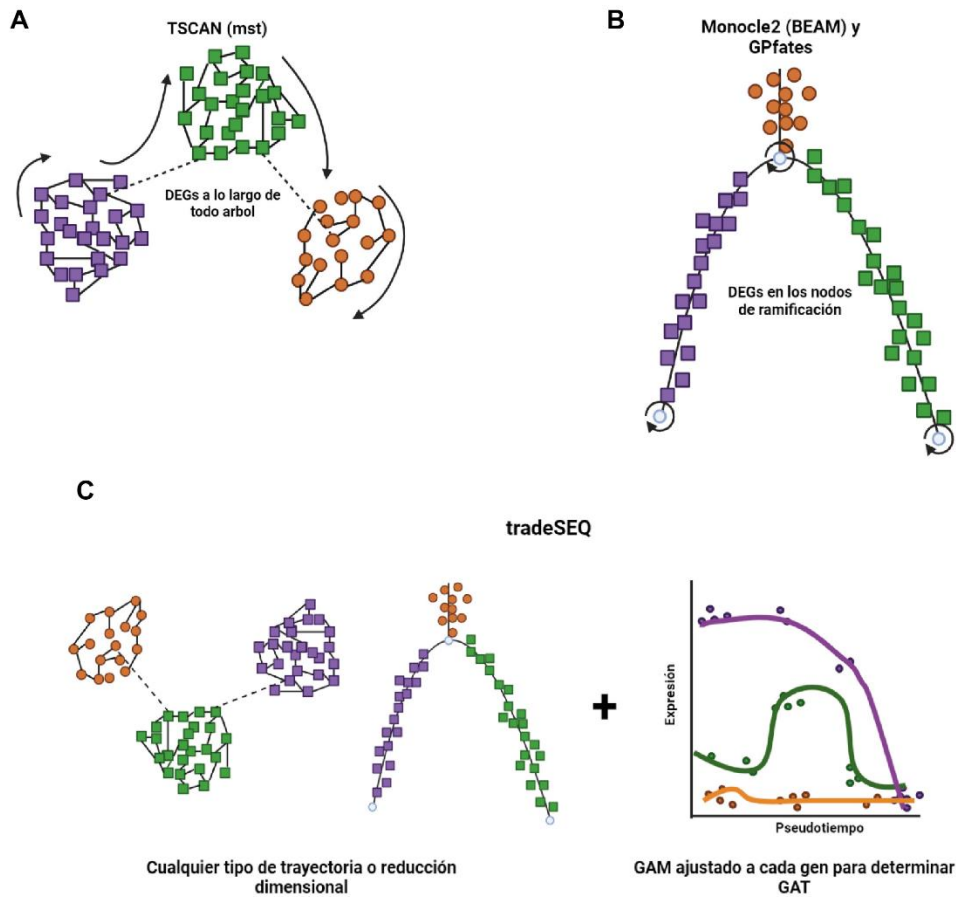 A
TSCAN (mst)
DEGs a lo largo de
todo arbol
B
Monocle2 (BEAM) y
GPfates
DEGs en los nodos
de ramificación
C
tradeSEQ
Expresión
Pseudotiempo
Cualquier tipo de trayectoria o reducción
dimensional
GAM ajustado a cada gen para determinar
GAT